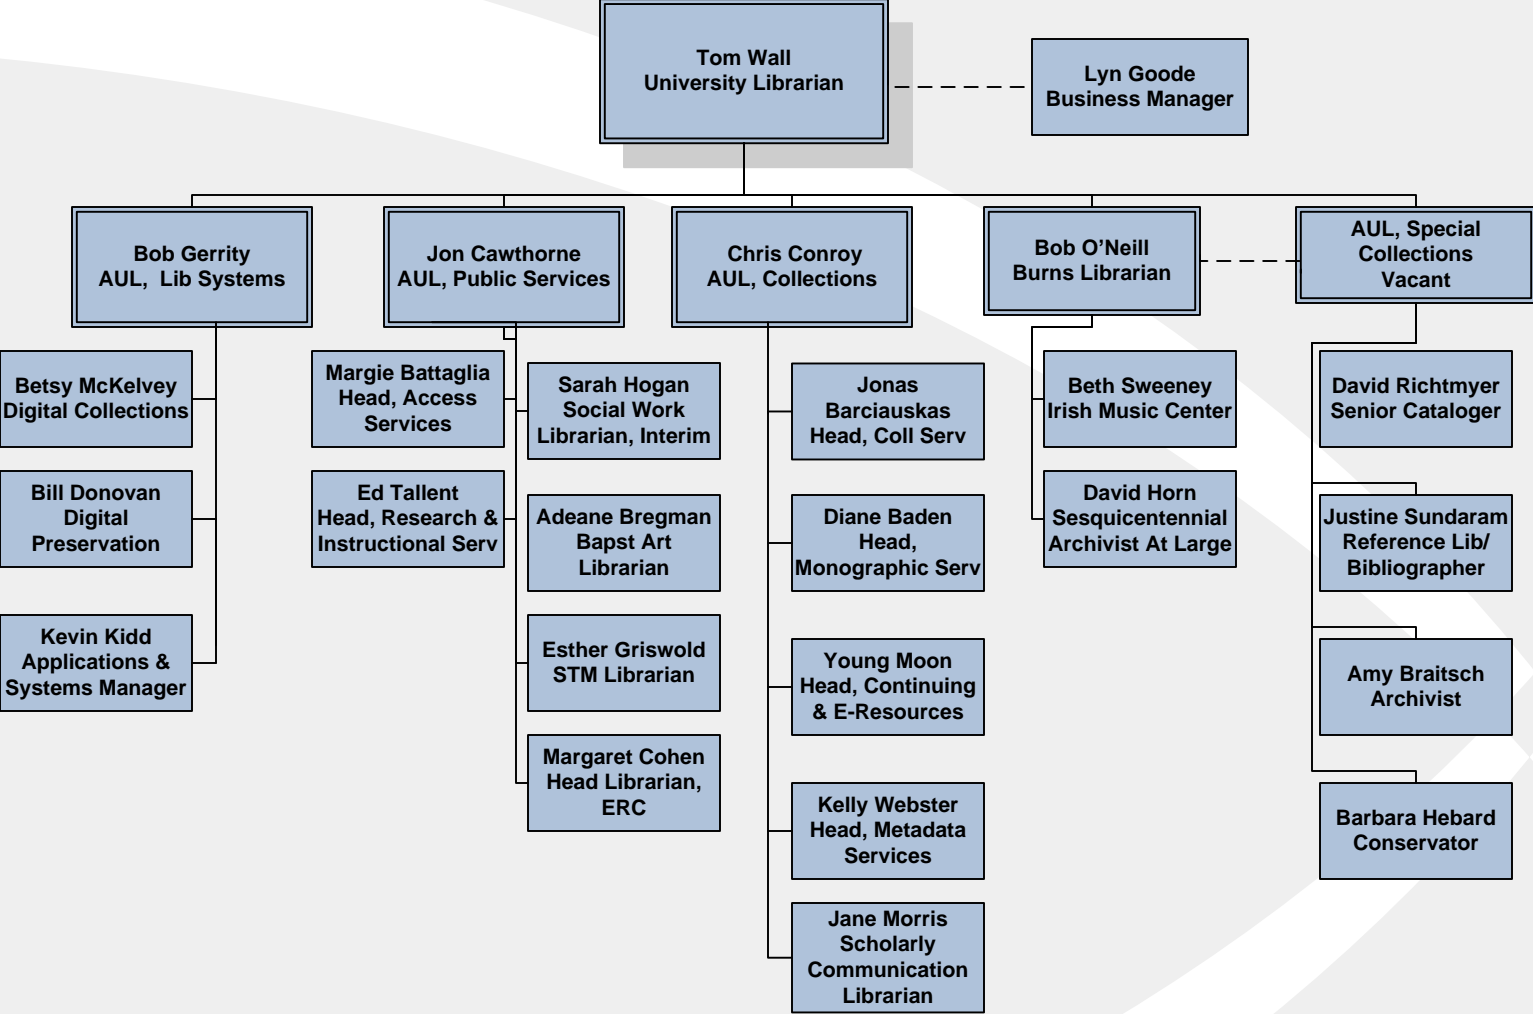 Tom Wall
University Librarian
Lyn Goode
Business Manager
Bob Gerrity
AUL,  Lib Systems
Jon Cawthorne
AUL, Public Services
Chris Conroy
AUL, Collections
Bob O’Neill
Burns Librarian
AUL, Special
Collections
Vacant
Betsy McKelvey
Digital Collections
Bill Donovan
Digital
Preservation
Kevin Kidd
Applications &
Systems Manager
Margie Battaglia
Head, Access
Services
Ed Tallent
Head, Research &
Instructional Serv
Sarah Hogan
Social Work
Librarian, Interim
Adeane Bregman
Bapst Art
Librarian
Esther Griswold
STM Librarian
Margaret Cohen
Head Librarian,
ERC
Jonas
Barciauskas
Head, Coll Serv
Diane Baden
Head,
Monographic Serv
Young Moon
Head, Continuing
& E-Resources
Kelly Webster
Head, Metadata
Services
Jane Morris
Scholarly
Communication
Librarian
Beth Sweeney
Irish Music Center
David Horn
Sesquicentennial
Archivist At Large
David Richtmyer
Senior Cataloger
Justine Sundaram
Reference Lib/
Bibliographer
Amy Braitsch
Archivist
Barbara Hebard
Conservator